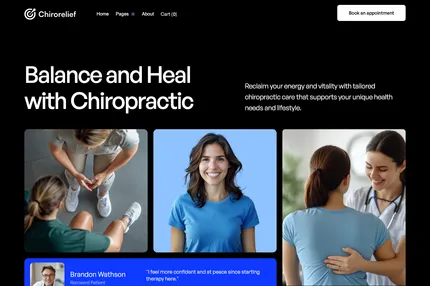 Chirorelief
Home Pages About Cart (0)
Book an appointment
Balance and Heal
with Chiropractic
Reclaim your energy and vitality with tailored
chiropractic care that supports your unique health
needs and lifestyle.
Brandon Wathson
Recoverd Patient
"I feel more confident and at peace since starting
therapy here."